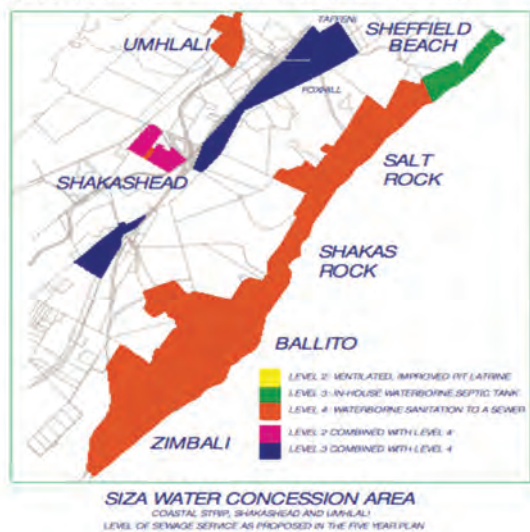 UMHLALI
TAFFENI
SHEFFIELD
BEACH
FOXHILL
SHAKASHEAD
SALT
ROCK
SHAKAS
ROCK
BALLITO
LEVEL 2: VENTILATED, IMPROVED PIT LATRINE
LEVEL 3: IN-HOUSE WATERBORNE SEPTIC TANK
LEVEL 4: WATERBORNE SANITATION TO A SEWER
LEVEL 2 COMBINED WITH LEVEL 4
LEVEL 3 COMBINED WITH LEVEL 4
ZIMBALI
SIZA WATER CONCESSION AREA
COASTAL STRIP, SHAKASHEAD AND UMHLALI
LEVEL OF SEWAGE SERVICE AS PROPOSED IN THE FIVE YEAR PLAN